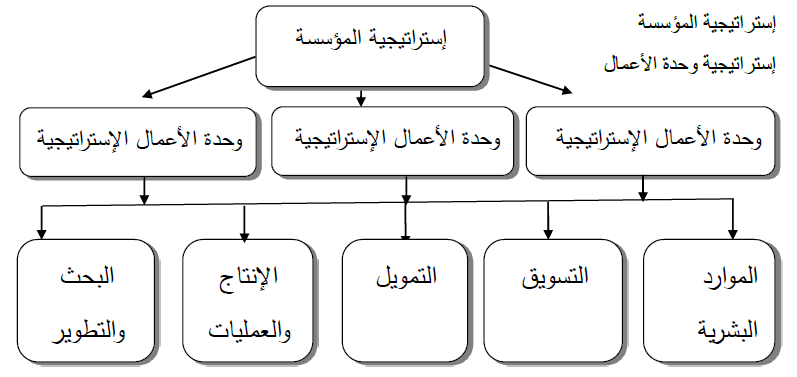 إستراتيجية المؤسسة
إستراتيجية وحدة الأعمال
إستراتيجية المؤسسة
وحدة الأعمال الإستراتيجية
وحدة الأعمال الإستراتيجية
وحدة الأعمال الإستراتيجية
الموارد
البشرية
التسويق
التمويل
الإنتاج
والعمليات
البحث
والتطوير